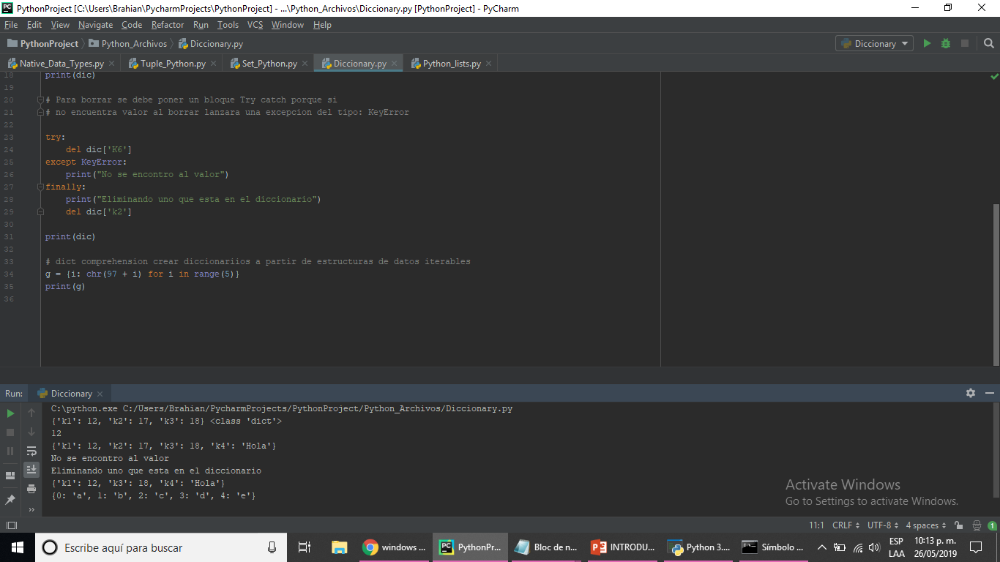 PythonProject [C:\Users\Brahian\PycharmProjects\PythonProject] - ...\Python_Archivos\Diccionary.py [PythonProject] - PyCharm
File Edit View Navigate Code Refactor Run Tools VCS Window Help
PythonProject Python_Archivos Diccionary.py
Diccionary
Native_Data_Types.py Tuple_Python.py Set_Python.py Diccionary.py Python_lists.py
18 print(dic)
19
20 # Para borrar se debe poner un bloque Try catch porque si
21 # no encuentra valor al borrar lanzara una excepcion del tipo: KeyError
22
23 try:
24 del dic['K6']
25 except KeyError:
26 print("No se encontro al valor")
27 finally:
28 print("Eliminando uno que esta en el diccionario")
29 del dic['k2']
30
31 print(dic)
32
33 # dict comprehension crear diccionariios a partir de estructuras de datos iterables
34 g = {i: chr(97 + i) for i in range(5)}
35 print(g)
36
Run: Diccionary
C:\python.exe C:/Users/Brahian/PycharmProjects/PythonProject/Python_Archivos/Diccionary.py
{'k1': 12, 'k2': 17, 'k3': 18} <class 'dict'>
12
{'k1': 12, 'k2': 17, 'k3': 18, 'k4': 'Hola'}
No se encontro al valor
Eliminando uno que esta en el diccionario
{'k1': 12, 'k3': 18, 'k4': 'Hola'}
{0: 'a', 1: 'b', 2: 'c', 3: 'd', 4: 'e'}
Activate Windows
Go to Settings to activate Windows.
11:1 CRLF UTF-8 4 spaces 1
Escribe aquí para buscar
windows ... PythonPr... Bloc de n... INTRODU... Python 3.... Símbolo ...
ESP
LAA
10:13 p. m.
26/05/2019